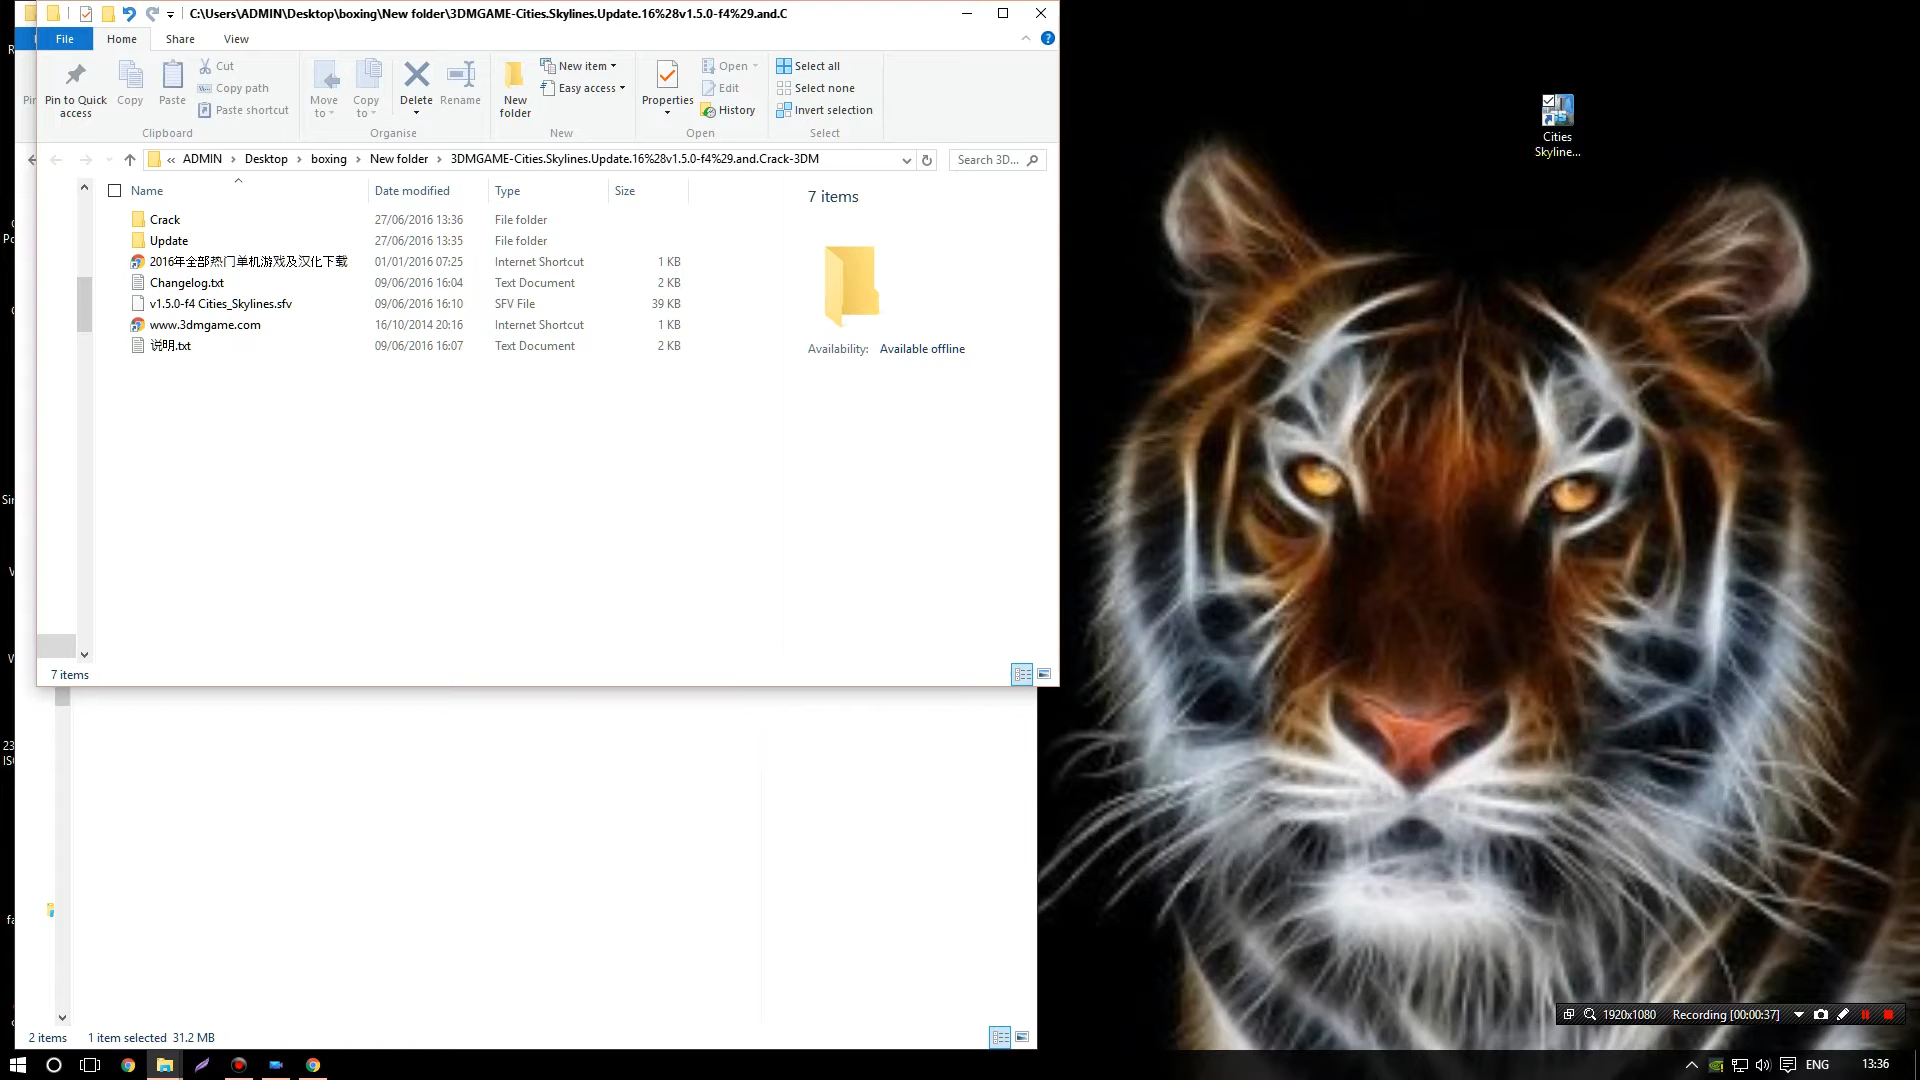 C:\Users\ADMIN\Desktop\boxing\New folder\3DMGAME-Cities.Skylines.Update.16%28v1.5.0-f4%29.and.C
File Home Share View
Pin to Quick access
Copy
Paste
Cut
Copy path
Paste shortcut
Clipboard
Move to
Copy to
Delete
Rename
Organise
New folder
New item
Easy access
New
Properties
Open
Edit
History
Open
Select all
Select none
Invert selection
Select
« ADMIN > Desktop > boxing > New folder > 3DMGAME-Cities.Skylines.Update.16%28v1.5.0-f4%29.and.Crack-3DM
Search 3D...
Name Date modified Type Size
Crack 27/06/2016 13:36 File folder
Update 27/06/2016 13:35 File folder
2016年全部热门单机游戏及汉化下载 01/01/2016 07:25 Internet Shortcut 1 KB
Changelog.txt 09/06/2016 16:04 Text Document 2 KB
v1.5.0-f4 Cities_Skylines.sfv 09/06/2016 16:10 SFV File 39 KB
www.3dmgame.com 16/10/2014 20:16 Internet Shortcut 1 KB
说明.txt 09/06/2016 16:07 Text Document 2 KB
7 items
Availability: Available offline
7 items
2 items 1 item selected 31.2 MB
Cities
Skyline...
1920x1080 Recording [00:00:37]
ENG 13:36